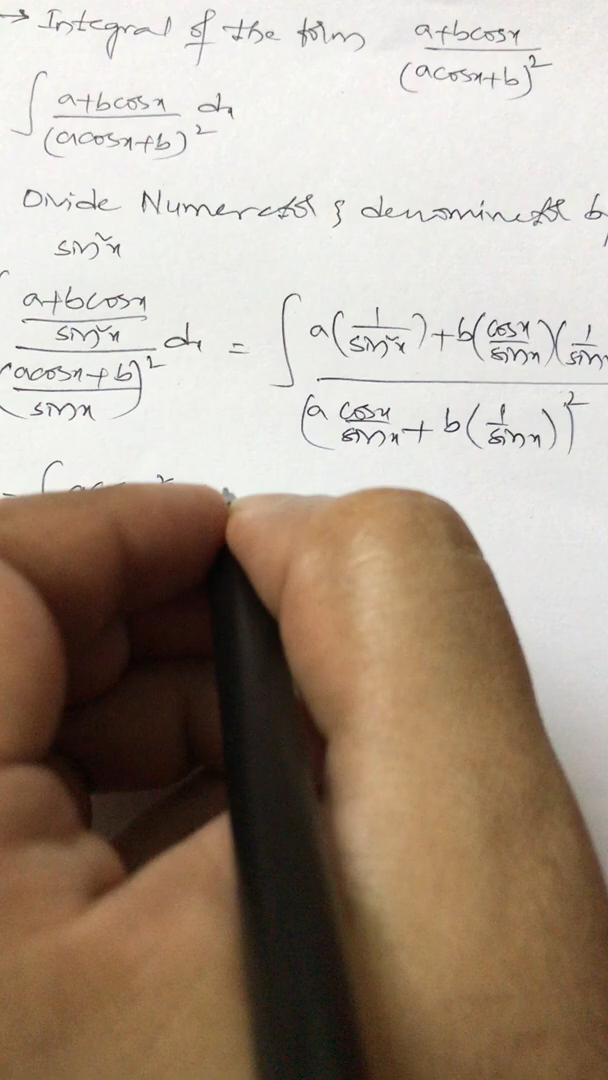 → Integral of the form a+bcosx/(acosx+b)²
∫ a+bcosx/(acosx+b)² dx
Divide Numerator & denominator by
sin²x
a+bcosx/sin²x/(acosx+b/sinx)² dx = ∫ a(1/sin²x)+b(cosx/sinx)(1/sinx/(a cosx/sinx + b(1/sinx))²
= ∫